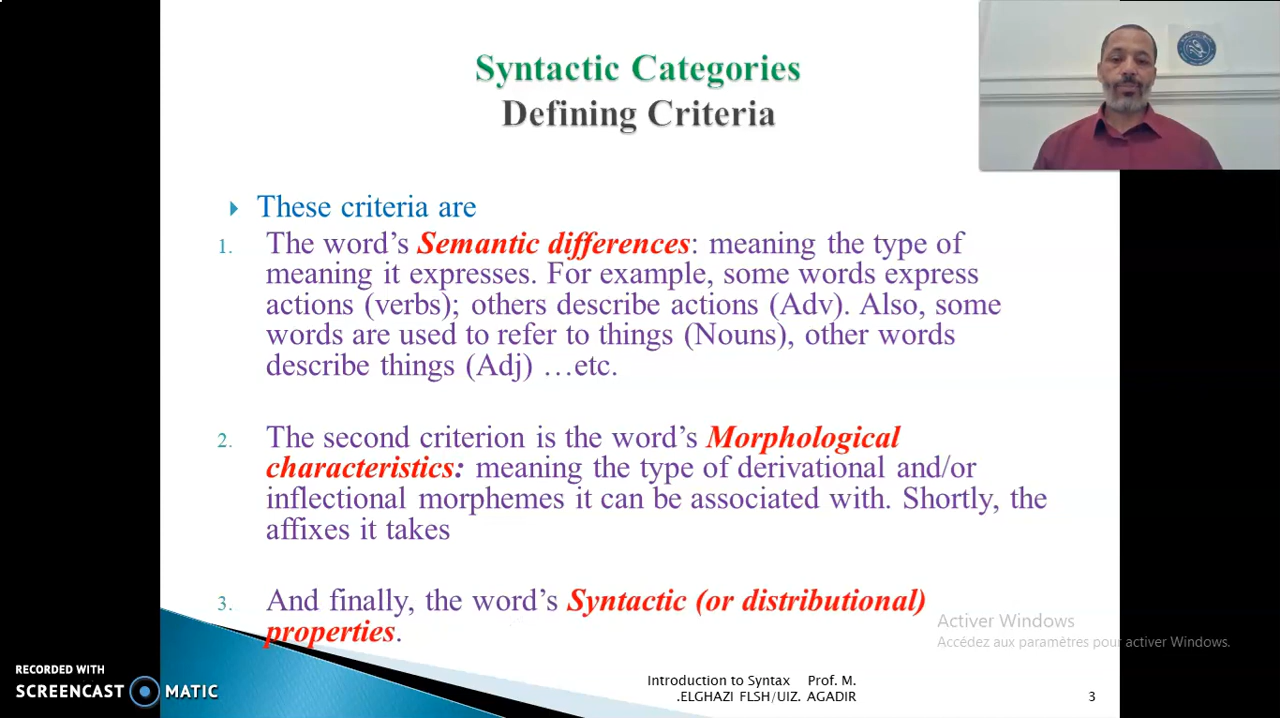 Syntactic Categories
Defining Criteria
These criteria are
1. The word’s Semantic differences: meaning the type of
meaning it expresses. For example, some words express
actions (verbs); others describe actions (Adv). Also, some
words are used to refer to things (Nouns), other words
describe things (Adj) …etc.
2. The second criterion is the word’s Morphological
characteristics: meaning the type of derivational and/or
inflectional morphemes it can be associated with. Shortly, the
affixes it takes
3. And finally, the word’s Syntactic (or distributional)
properties.
Activer Windows
Accédez aux paramètres pour activer Windows.
RECORDED WITH
SCREENCAST MATIC
Introduction to Syntax Prof. M.
.ELGHAZI FLSH/UIZ. AGADIR
3